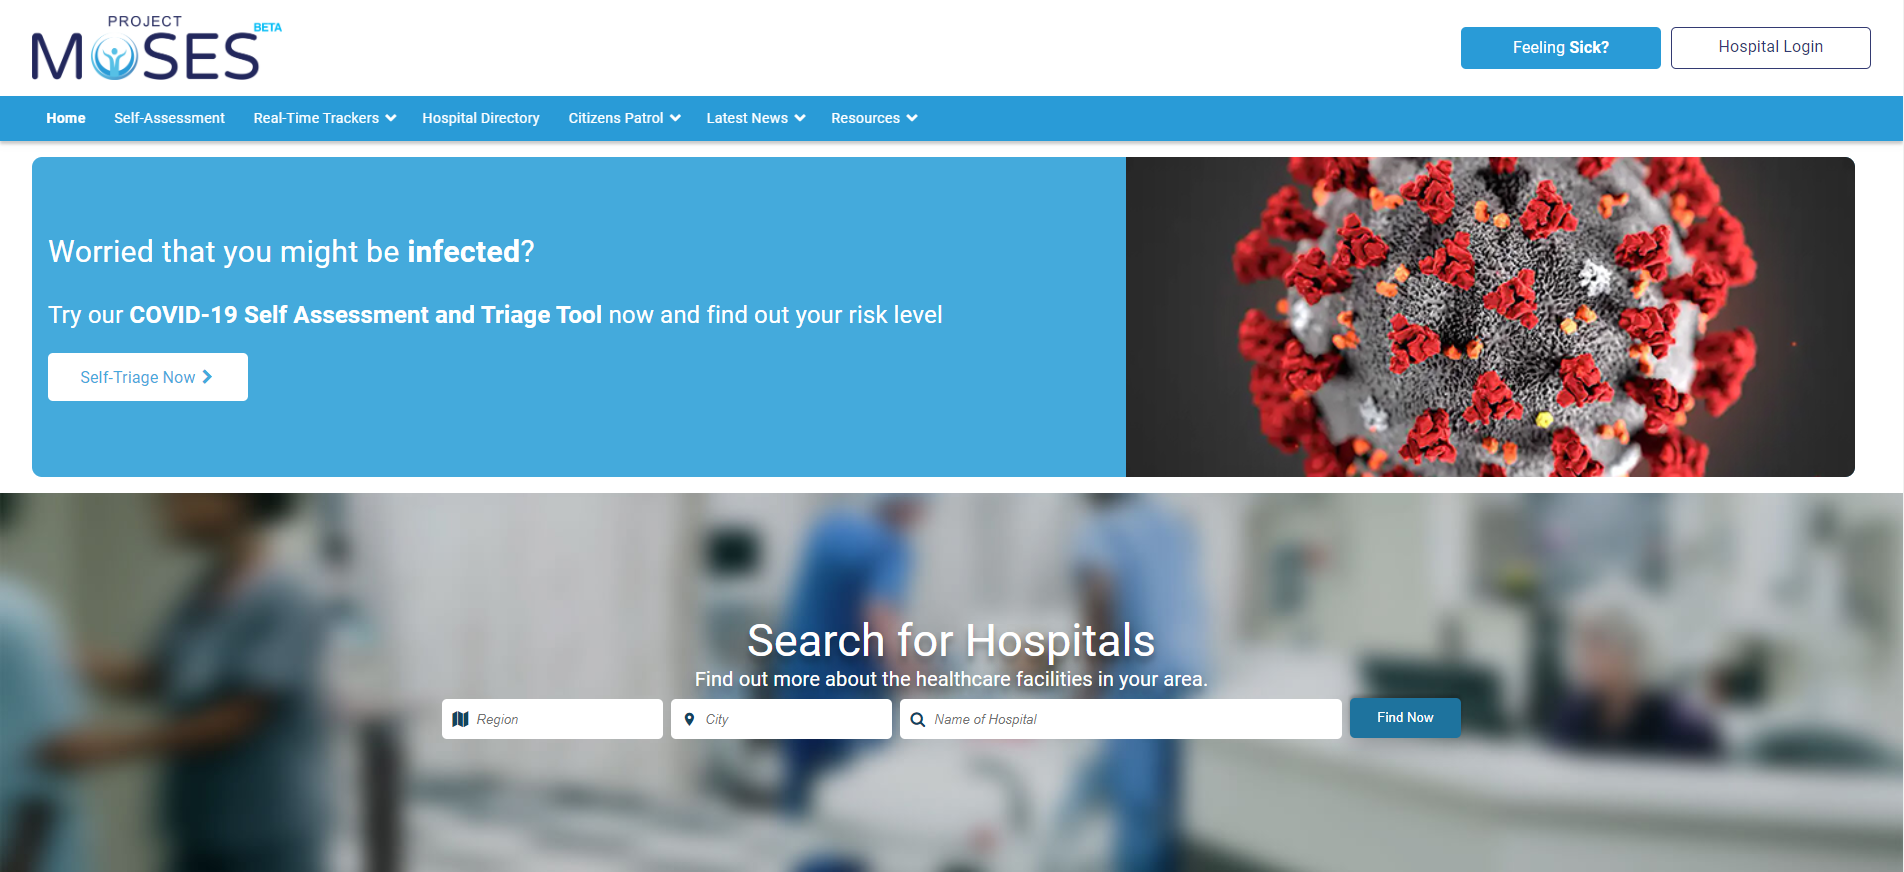 PROJECT
MOSES BETA
Feeling Sick?
Hospital Login
Home Self-Assessment Real-Time Trackers Hospital Directory Citizens Patrol Latest News Resources
Worried that you might be infected?
Try our COVID-19 Self Assessment and Triage Tool now and find out your risk level
Self-Triage Now
Search for Hospitals
Find out more about the healthcare facilities in your area.
Region City Name of Hospital Find Now